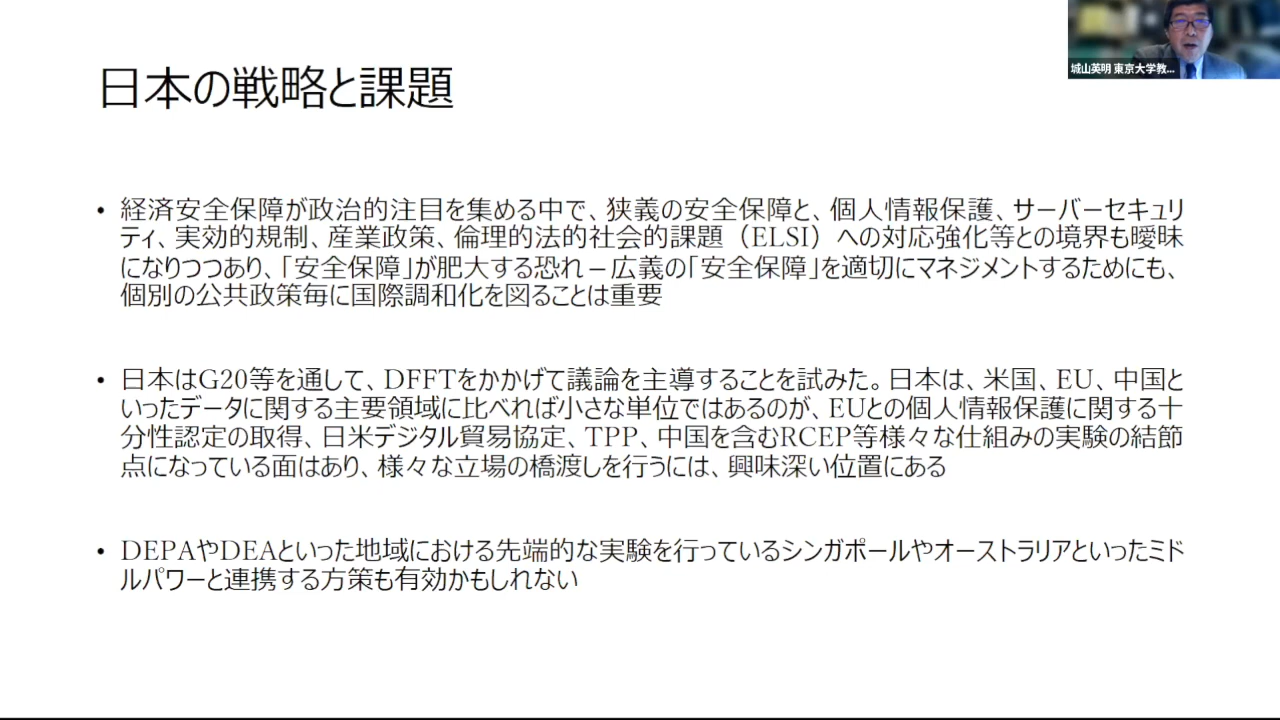 城山英明 東京大学教...
日本の戦略と課題
• 経済安全保障が政治的注目を集める中で、狭義の安全保障と、個人情報保護、サーバーセキュリ
ティ、実効的規制、産業政策、倫理的法的社会的課題（ELSI）への対応強化等との境界も曖昧
になりつつあり、「安全保障」が肥大する恐れ – 広義の「安全保障」を適切にマネジメントするためにも、
個別の公共政策毎に国際調和化を図ることは重要
• 日本はG20等を通して、DFFTをかかげて議論を主導することを試みた。日本は、米国、EU、中国と
いったデータに関する主要領域に比べれば小さな単位ではあるのが、EUとの個人情報保護に関する十
分性認定の取得、日米デジタル貿易協定、TPP、中国を含むRCEP等様々な仕組みの実験の結節
点になっている面はあり、様々な立場の橋渡しを行うには、興味深い位置にある
• DEPAやDEAといった地域における先端的な実験を行っているシンガポールやオーストラリアといったミド
ルパワーと連携する方策も有効かもしれない